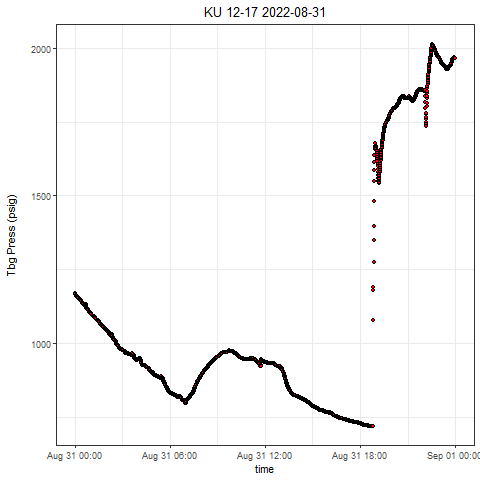 KU 12-17 2022-08-31
Tbg Press (psig)
2000
1500
1000
Aug 31 00:00
Aug 31 06:00
Aug 31 12:00
Aug 31 18:00
Sep 01 00:00
time